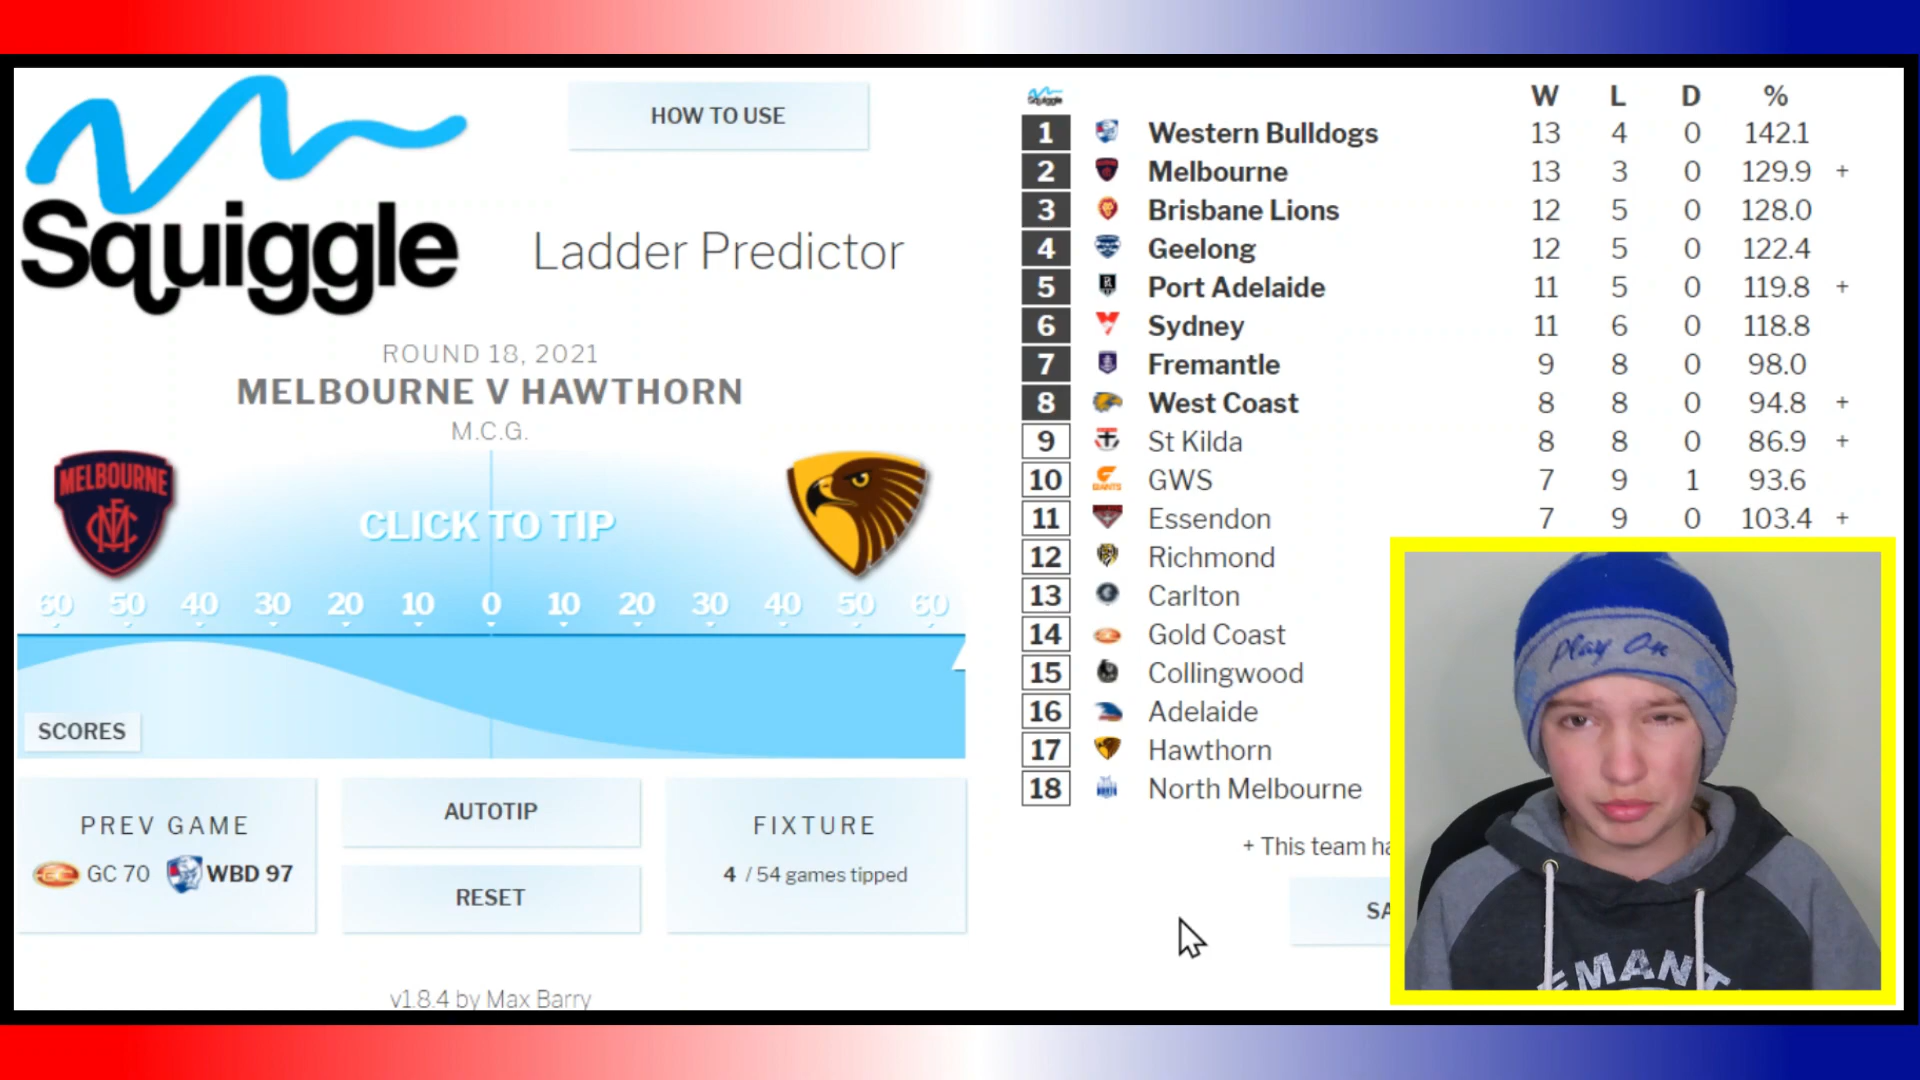 Squiggle
HOW TO USE
Ladder Predictor
ROUND 18, 2021
MELBOURNE V HAWTHORN
M.C.G.
MELBOURNE
CLICK TO TIP
60 50 40 30 20 10 0 10 20 30 40 50 60
SCORES
PREV GAME
GC 70 WBD 97
AUTOTIP
RESET
FIXTURE
4 / 54 games tipped
v1.8.4 by Max Barry
Squiggle W L D %
1 Western Bulldogs 13 4 0 142.1
2 Melbourne 13 3 0 129.9 +
3 Brisbane Lions 12 5 0 128.0
4 Geelong 12 5 0 122.4
5 Port Adelaide 11 5 0 119.8 +
6 Sydney 11 6 0 118.8
7 Fremantle 9 8 0 98.0
8 West Coast 8 8 0 94.8 +
9 St Kilda 8 8 0 86.9 +
10 GWS 7 9 1 93.6
11 Essendon 7 9 0 103.4 +
12 Richmond
13 Carlton
14 Gold Coast
15 Collingwood
16 Adelaide
17 Hawthorn
18 North Melbourne
+ This team ha
SA
Play On
EMANT